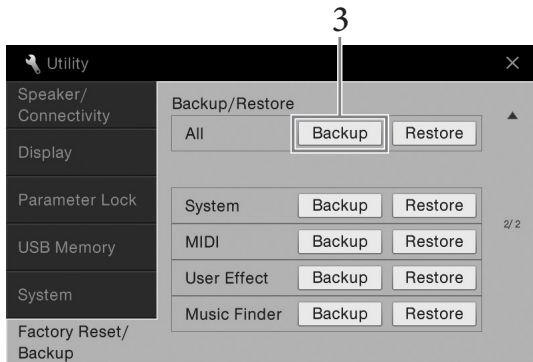 3
Utility ×
Speaker/
Connectivity
Display
Parameter Lock
USB Memory
System
Factory Reset/
Backup
Backup/Restore
All Backup Restore
System Backup Restore
MIDI Backup Restore
User Effect Backup Restore
Music Finder Backup Restore
2/2